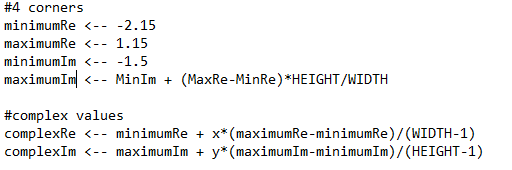 #4 corners
minimumRe <-- -2.15
maximumRe <-- 1.15
minimumIm <-- -1.5
maximumIm <-- MinIm + (MaxRe-MinRe)*HEIGHT/WIDTH
#complex values
complexRe <-- minimumRe + x*(maximumRe-minimumRe)/(WIDTH-1)
complexIm <-- maximumIm + y*(maximumIm-minimumIm)/(HEIGHT-1)